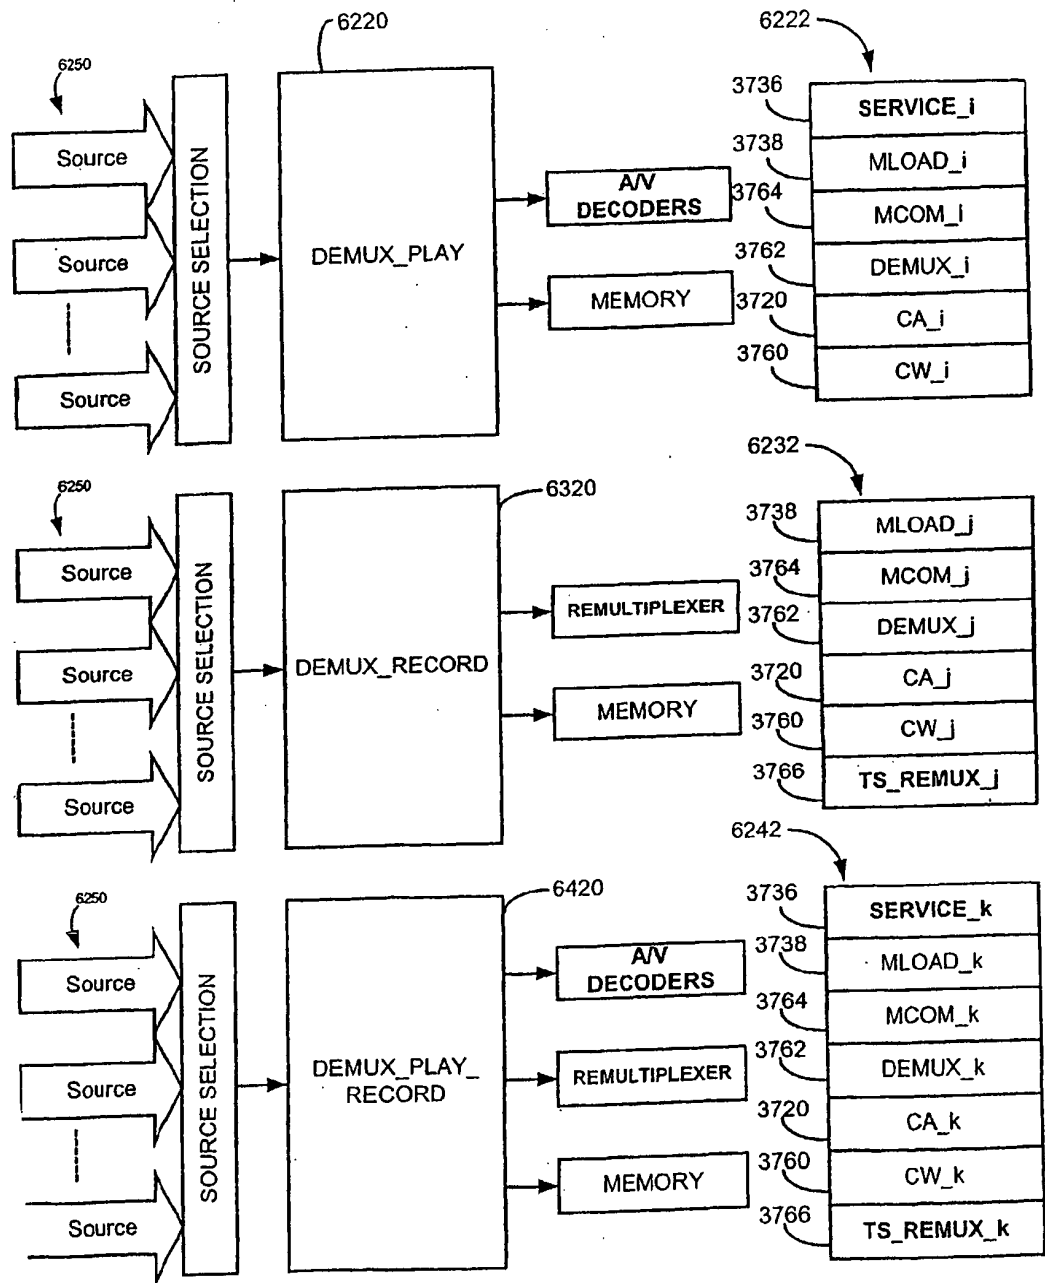 6220
6222
6250
Source
Source
Source
SOURCE SELECTION
DEMUX_PLAY
A/V
DECODERS
MEMORY
3736
SERVICE_i
3738
MLOAD_i
3764
MCOM_i
3762
DEMUX_i
3720
CA_i
3760
CW_i
6250
Source
Source
Source
SOURCE SELECTION
6320
DEMUX_RECORD
REMULTIPLEXER
MEMORY
6232
3738
MLOAD_j
3764
MCOM_j
3762
DEMUX_j
3720
CA_j
3760
CW_j
3766
TS_REMUX_j
6250
Source
Source
Source
SOURCE SELECTION
6420
DEMUX_PLAY_
RECORD
A/V
DECODERS
REMULTIPLEXER
MEMORY
6242
3736
SERVICE_k
3738
MLOAD_k
3764
MCOM_k
3762
DEMUX_k
3720
CA_k
3760
CW_k
3766
TS_REMUX_k